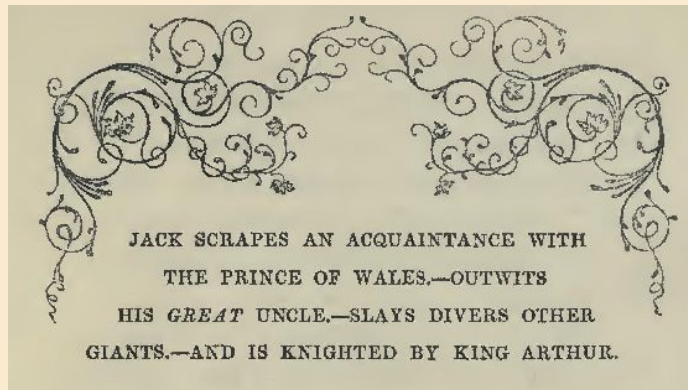 JACK SCRAPES AN ACQUAINTANCE WITH
THE PRINCE OF WALES.—OUTWITS
HIS GREAT UNCLE.—SLAYS DIVERS OTHER
GIANTS.—AND IS KNIGHTED BY KING ARTHUR.